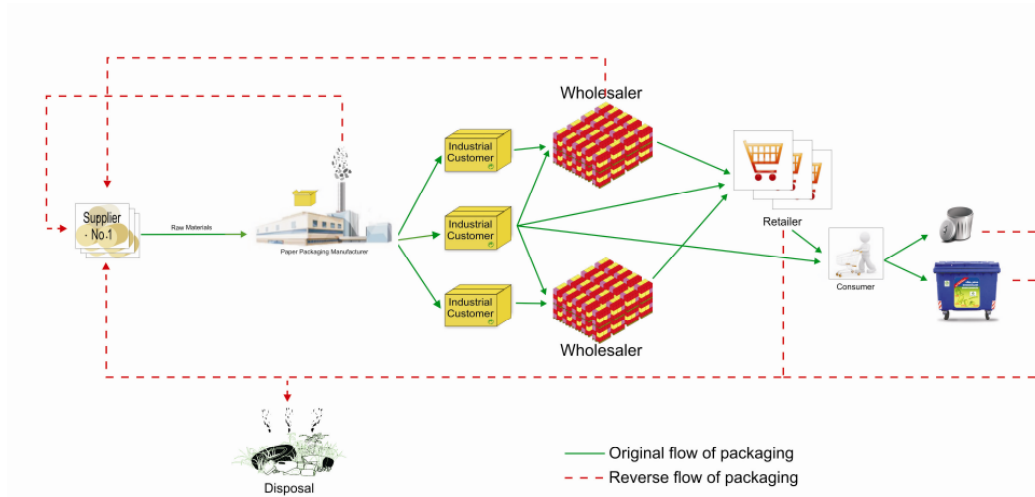 Wholesaler
Industrial
Customer
Supplier
- No.1
Raw Materials
Paper Packaging Manufacturer
Industrial
Customer
Retailer
Consumer
Industrial
Customer
Wholesaler
Disposal
Original flow of packaging
Reverse flow of packaging